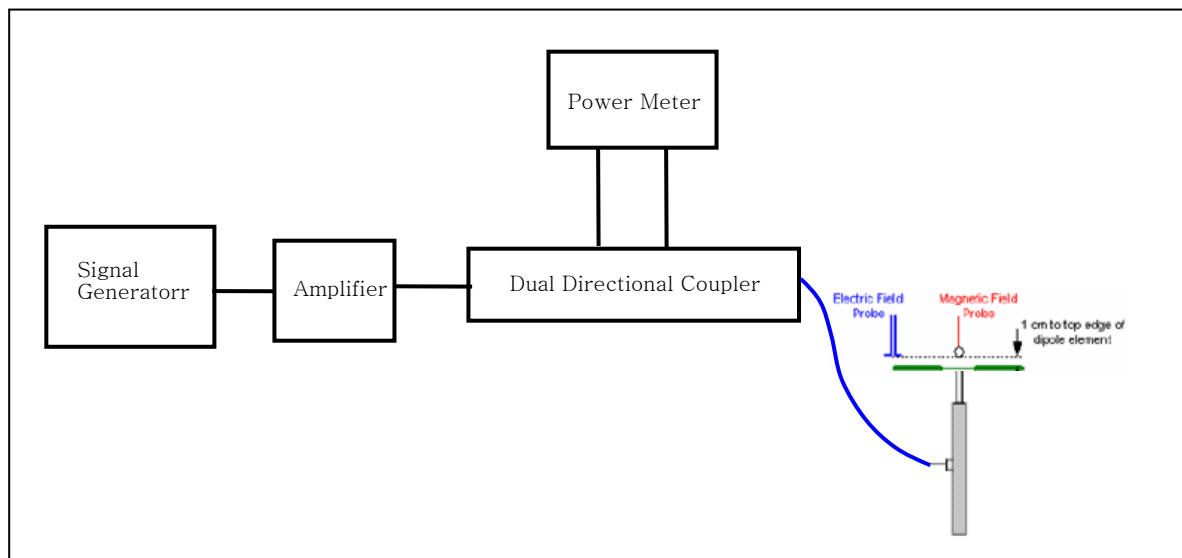 Power Meter
Signal
Generatorr
Amplifier
Dual Directional Coupler
Electric Field
Probe
Magnetic Field
Probe
1 cm to top edge of
dipole element